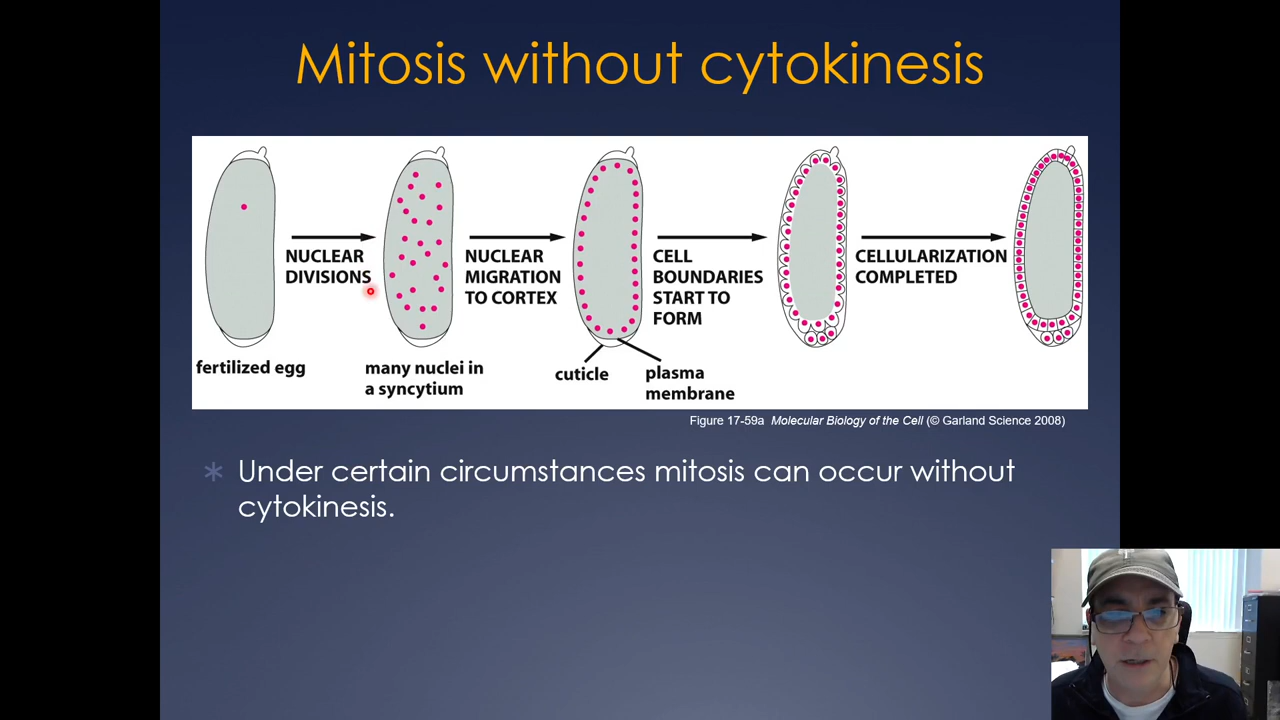 Mitosis without cytokinesis
NUCLEAR
DIVISIONS
NUCLEAR
MIGRATION
TO CORTEX
CELL
BOUNDARIES
START TO
FORM
CELLULARIZATION
COMPLETED
fertilized egg
many nuclei in
a syncytium
cuticle
plasma
membrane
Figure 17-59a Molecular Biology of the Cell (© Garland Science 2008)
Under certain circumstances mitosis can occur without
cytokinesis.